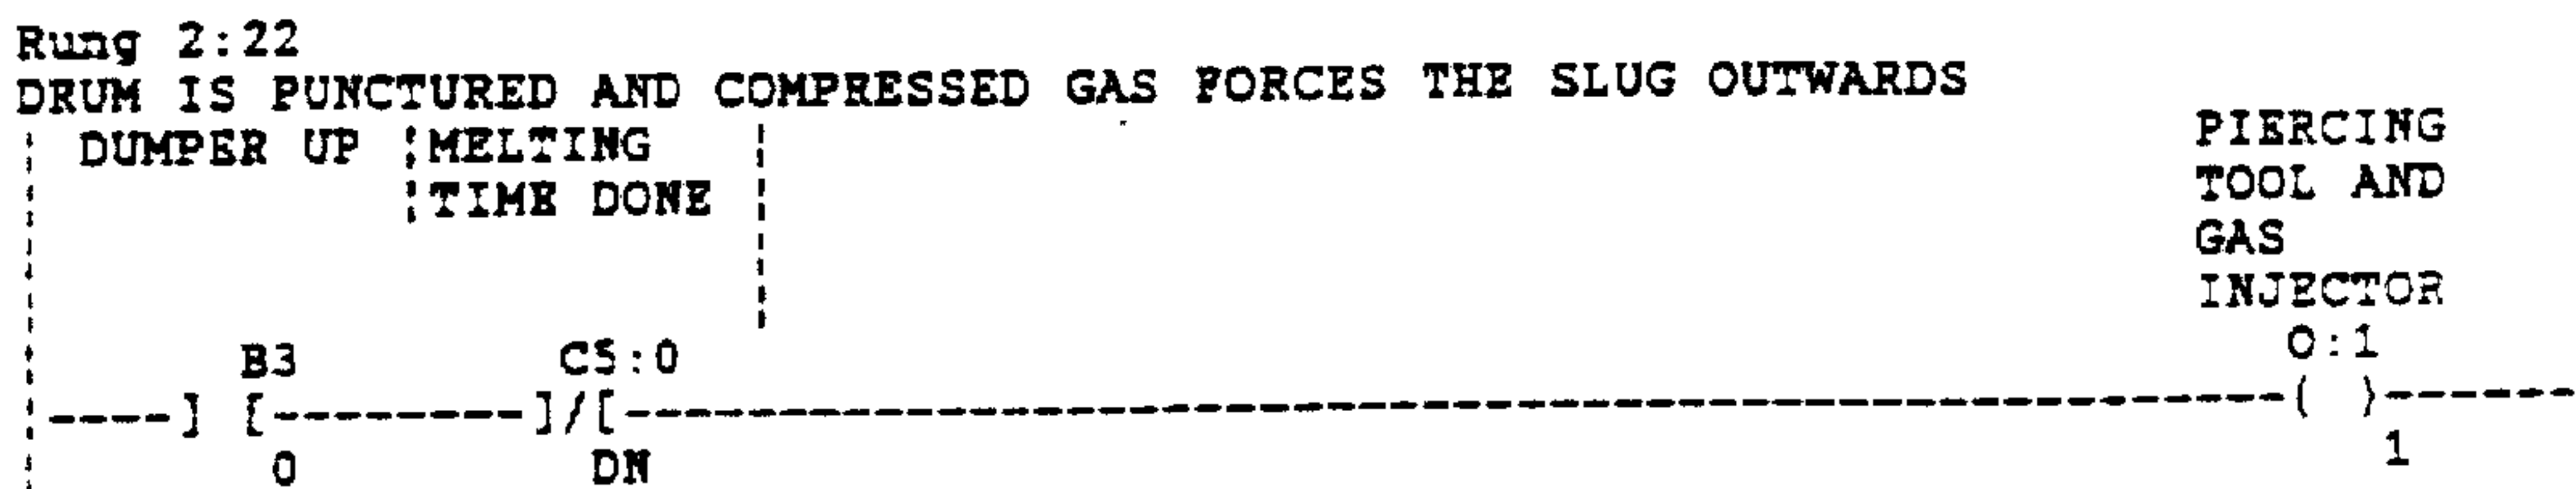 Rung 2:22
DRUM IS PUNCTURED AND COMPRESSED GAS FORCES THE SLUG OUTWARDS
DUMPER UP ¦MELTING ¦ PIERCING
¦TIME DONE ¦ TOOL AND
GAS
INJECTOR
B3 C5:0 O:1
----] [--------]/[------------------------------------------------------( )------
0 DN 1